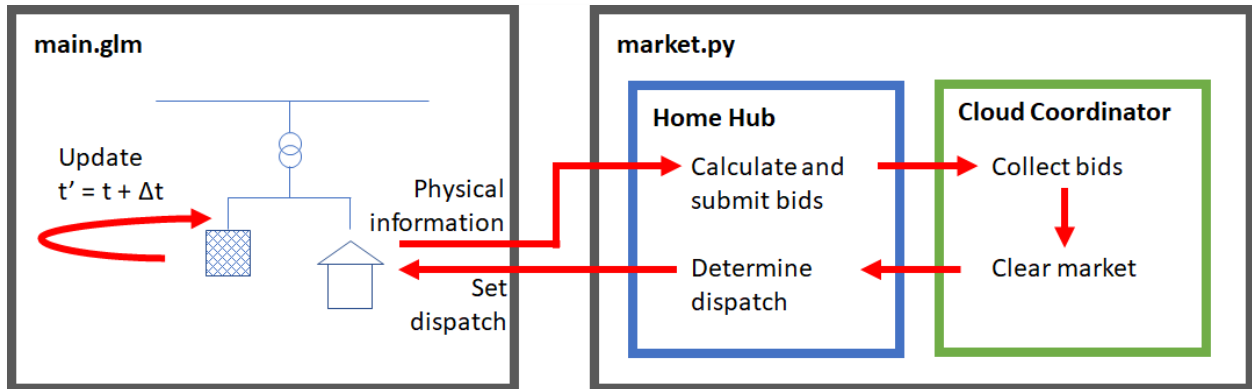 main.glm
Update
t' = t + Δt
Physical
information
Set
dispatch
market.py
Home Hub
Calculate and
submit bids
Determine
dispatch
Cloud Coordinator
Collect bids
Clear market